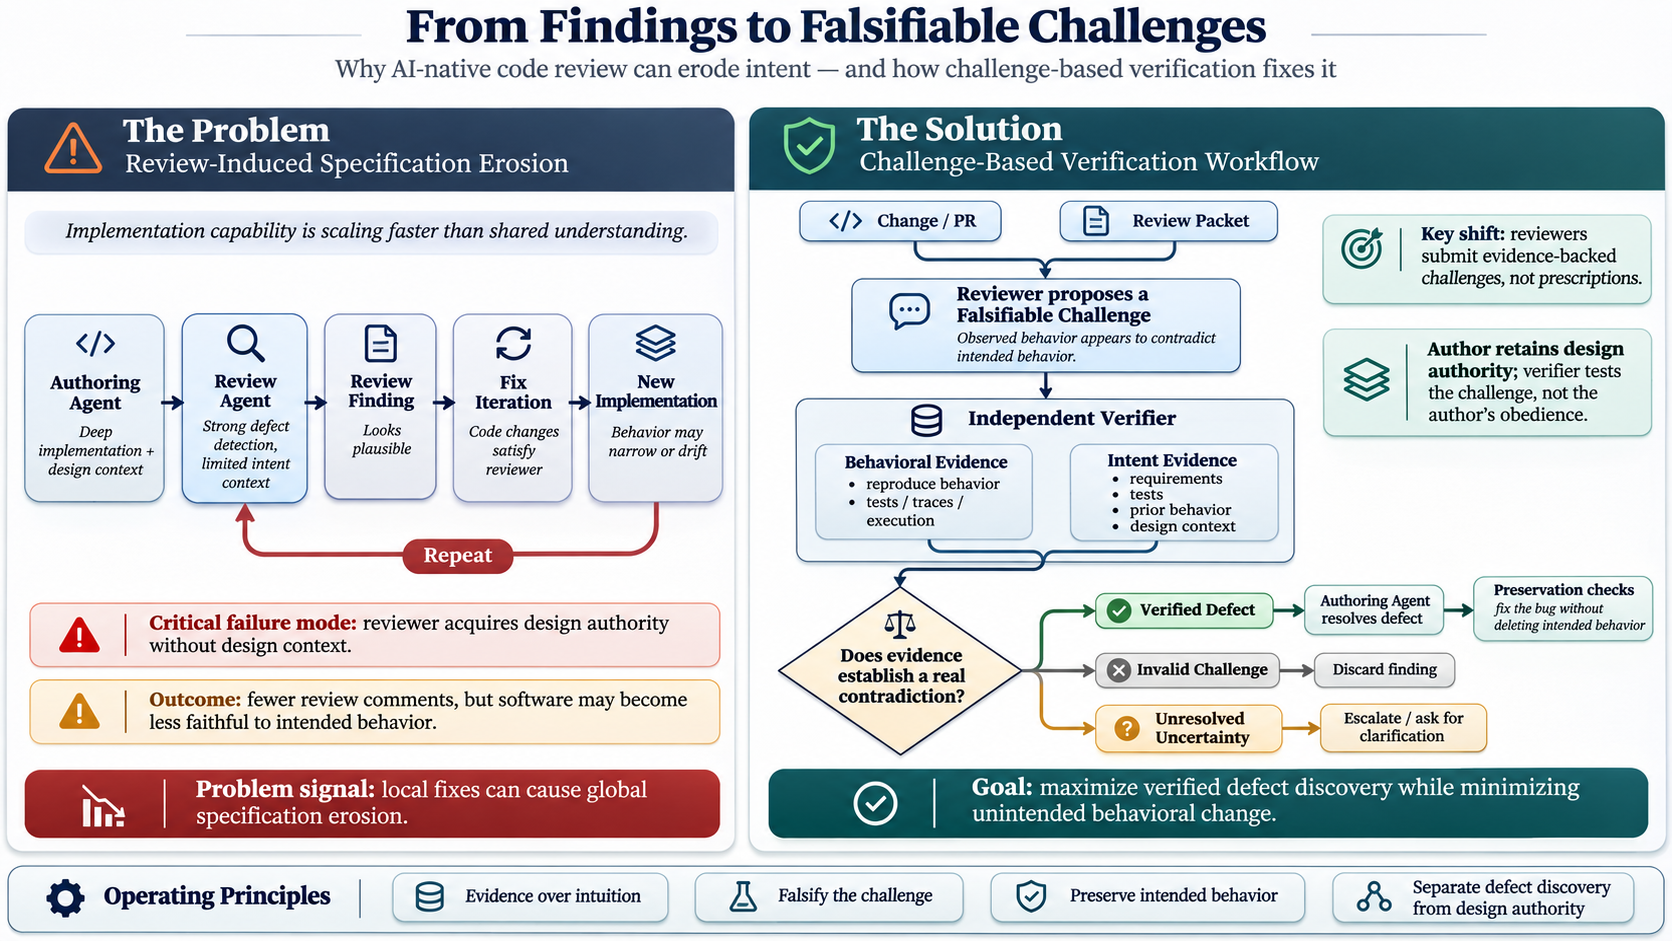 From Findings to Falsifiable Challenges
Why AI-native code review can erode intent — and how challenge-based verification fixes it
The Problem
Review-Induced Specification Erosion
Implementation capability is scaling faster than shared understanding.
Authoring
Agent
Deep
implementation +
design context
Review
Agent
Strong defect
detection,
limited intent
context
Review
Finding
Looks
plausible
Fix
Iteration
Code changes
satisfy
reviewer
New
Implementation
Behavior may
narrow or drift
Repeat
Critical failure mode: reviewer acquires design authority
without design context.
Outcome: fewer review comments, but software may become
less faithful to intended behavior.
Problem signal: local fixes can cause global
specification erosion.
The Solution
Challenge-Based Verification Workflow
</> Change / PR
Review Packet
Reviewer proposes a
Falsifiable Challenge
Observed behavior appears to contradict
intended behavior.
Key shift: reviewers
submit evidence-backed
challenges, not prescriptions.
Author retains design
authority; verifier tests
the challenge, not the
author's obedience.
Independent Verifier
Behavioral Evidence
• reproduce behavior
• tests / traces /
execution
Intent Evidence
• requirements
• tests
• prior behavior
• design context
Does evidence
establish a real
contradiction?
Verified Defect
Authoring Agent
resolves defect
Preservation checks
fix the bug without
deleting intended behavior
Invalid Challenge
Discard finding
Unresolved
Uncertainty
Escalate / ask for
clarification
Goal: maximize verified defect discovery while minimizing
unintended behavioral change.
Operating Principles
Evidence over intuition
Falsify the challenge
Preserve intended behavior
Separate defect discovery
from design authority